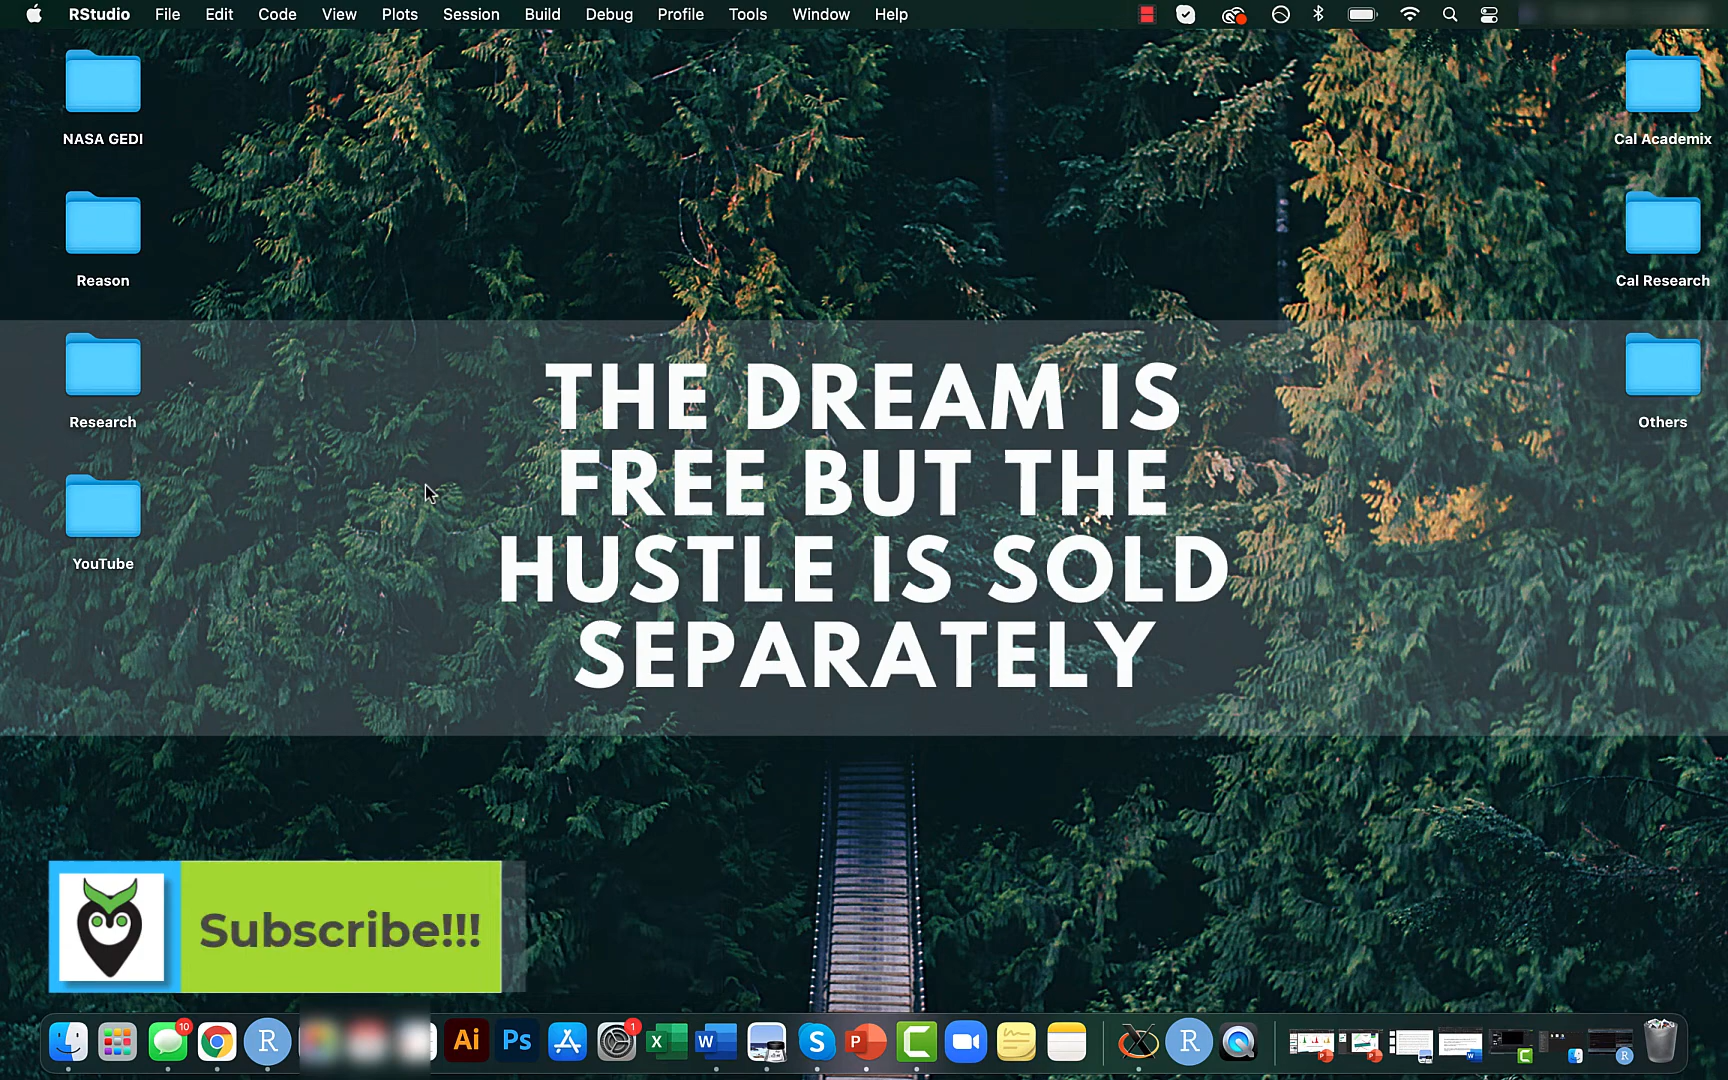 RStudio File Edit Code View Plots Session Build Debug Profile Tools Window Help
NASA GEDI
Cal Academix
Reason
Cal Research
Research
Others
YouTube
THE DREAM IS
FREE BUT THE
HUSTLE IS SOLD
SEPARATELY
Subscribe!!!
10
R
Ai
Ps
1
X
W
S
P
C
R